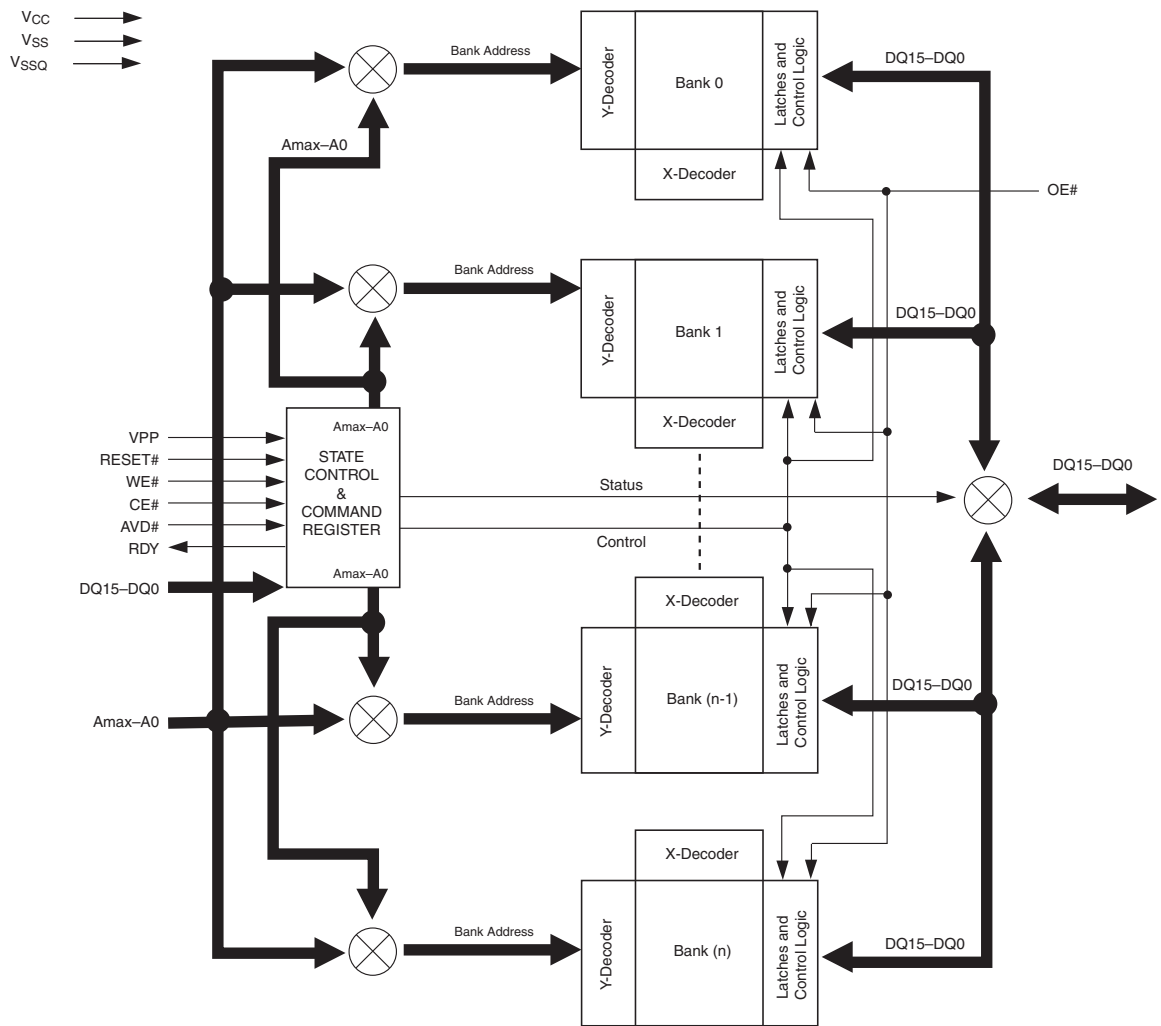 VCC
VSS
VSSQ
Bank Address
Y-Decoder
Bank 0
Latches and
Control Logic
DQ15–DQ0
X-Decoder
Amax–A0
OE#
Bank Address
Y-Decoder
Bank 1
Latches and
Control Logic
DQ15–DQ0
X-Decoder
VPP
RESET#
WE#
CE#
AVD#
RDY
DQ15–DQ0
Amax–A0
STATE
CONTROL
&
COMMAND
REGISTER
Amax–A0
Status
Control
DQ15–DQ0
X-Decoder
Amax–A0
Bank Address
Y-Decoder
Bank (n-1)
Latches and
Control Logic
DQ15–DQ0
X-Decoder
Bank Address
Y-Decoder
Bank (n)
Latches and
Control Logic
DQ15–DQ0